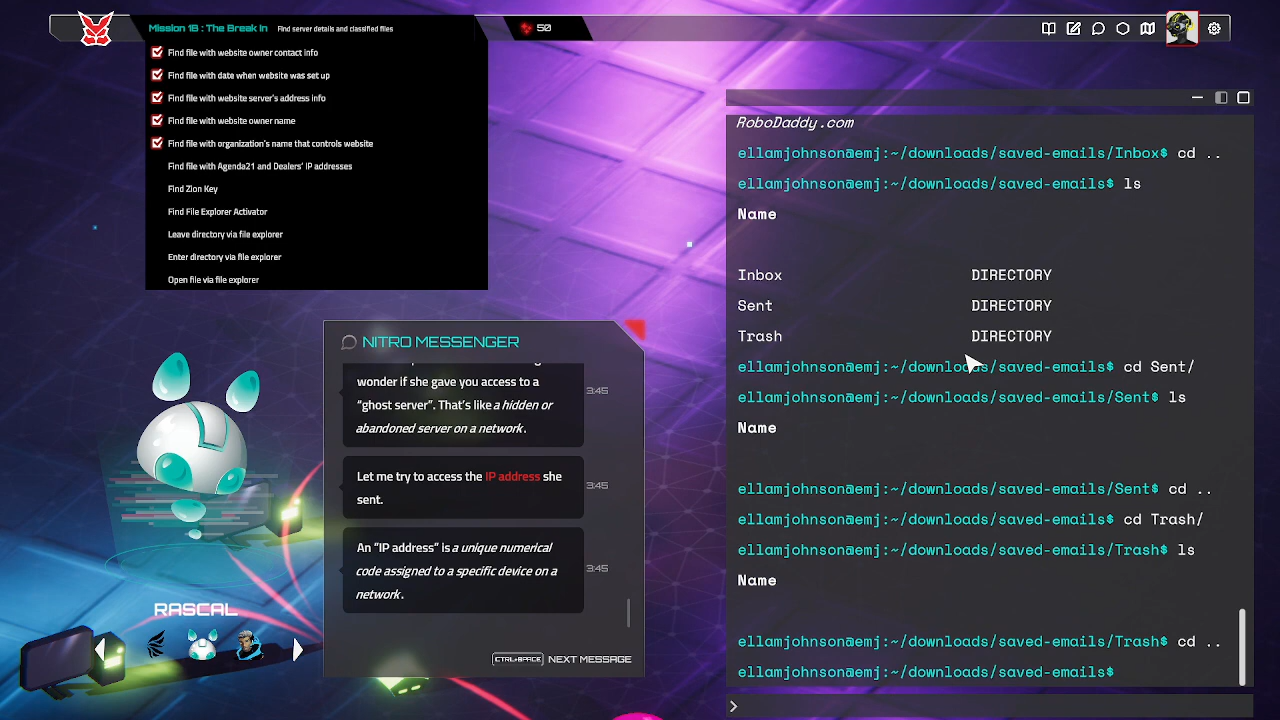 Mission 1B : The Break In Find server details and classified files
50
Find file with website owner contact info
Find file with date when website was set up
Find file with website server's address info
Find file with website owner name
Find file with organization's name that controls website
Find file with Agenda21 and Dealers' IP addresses
Find Zion Key
Find File Explorer Activator
Leave directory via file explorer
Enter directory via file explorer
Open file via file explorer
NITRO MESSENGER
wonder if she gave you access to a
"ghost server". That's like a hidden or
abandoned server on a network.
3:45
Let me try to access the IP address she
sent.
3:45
An "IP address" is a unique numerical
code assigned to a specific device on a
network.
3:45
CTRL+SPACE NEXT MESSAGE
RASCAL
RoboDaddy.com
ellamjohnson@emj:~/downloads/saved-emails/Inbox$ cd ..
ellamjohnson@emj:~/downloads/saved-emails$ ls
Name
Inbox DIRECTORY
Sent DIRECTORY
Trash DIRECTORY
ellamjohnson@emj:~/downloads/saved-emails$ cd Sent/
ellamjohnson@emj:~/downloads/saved-emails/Sent$ ls
Name
ellamjohnson@emj:~/downloads/saved-emails/Sent$ cd ..
ellamjohnson@emj:~/downloads/saved-emails$ cd Trash/
ellamjohnson@emj:~/downloads/saved-emails/Trash$ ls
Name
ellamjohnson@emj:~/downloads/saved-emails/Trash$ cd ..
ellamjohnson@emj:~/downloads/saved-emails$
>